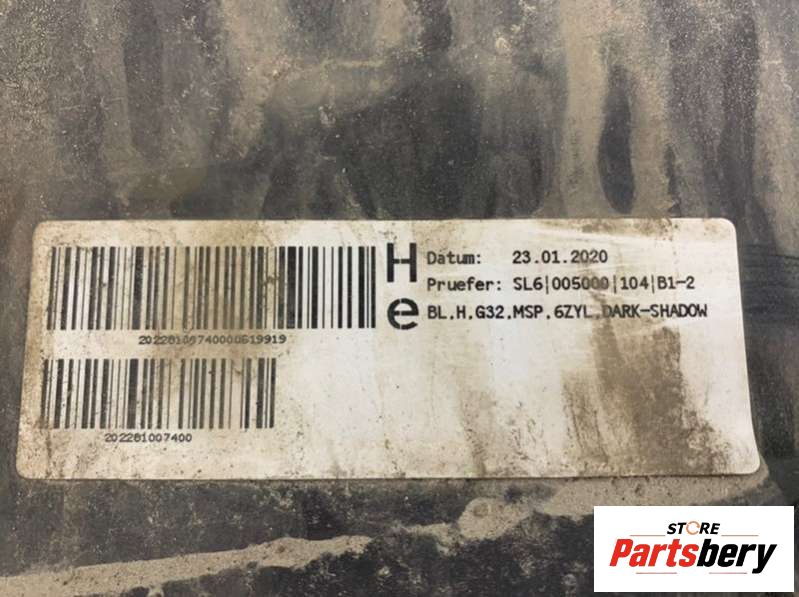 H
e
Datum: 23.01.2020
Pruefer: SL6|005000|104|B1-2
BL.H.G32.MSP.6ZYL.DARK-SHADOW
202281007400
STORE
Partsbery